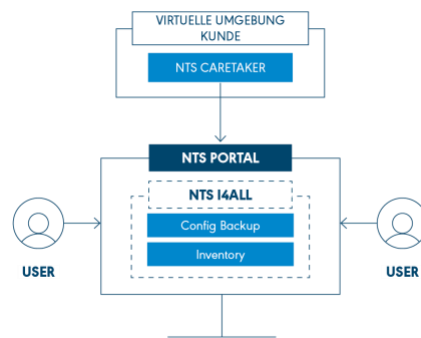 VIRTUELLE UMGEBUNG
KUNDE
NTS CARETAKER
NTS PORTAL
NTS I4ALL
Config Backup
Inventory
USER
USER